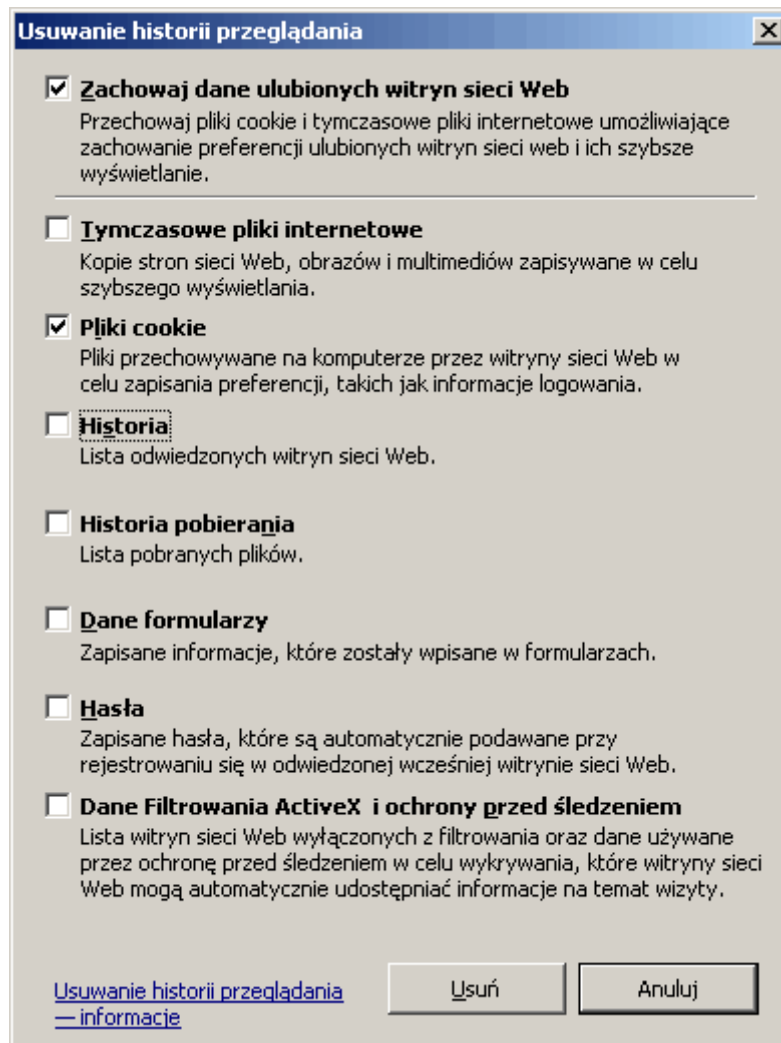 Usuwanie historii przeglądania
Zachowaj dane ulubionych witryn sieci Web
Przechowaj pliki cookie i tymczasowe pliki internetowe umożliwiające
zachowanie preferencji ulubionych witryn sieci web i ich szybsze
wyświetlanie.
Tymczasowe pliki internetowe
Kopie stron sieci Web, obrazów i multimediów zapisywane w celu
szybszego wyświetlania.
Pliki cookie
Pliki przechowywane na komputerze przez witryny sieci Web w
celu zapisania preferencji, takich jak informacje logowania.
Historia
Lista odwiedzonych witryn sieci Web.
Historia pobierania
Lista pobranych plików.
Dane formularzy
Zapisane informacje, które zostały wpisane w formularzach.
Hasła
Zapisane hasła, które są automatycznie podawane przy
rejestrowaniu się w odwiedzonej wcześniej witrynie sieci Web.
Dane Filtrowania ActiveX i ochrony przed śledzeniem
Lista witryn sieci Web wyłączonych z filtrowania oraz dane używane
przez ochronę przed śledzeniem w celu wykrywania, które witryny sieci
Web mogą automatycznie udostępniać informacje na temat wizyty.
Usuwanie historii przeglądania
— informacje
Usuń
Anuluj